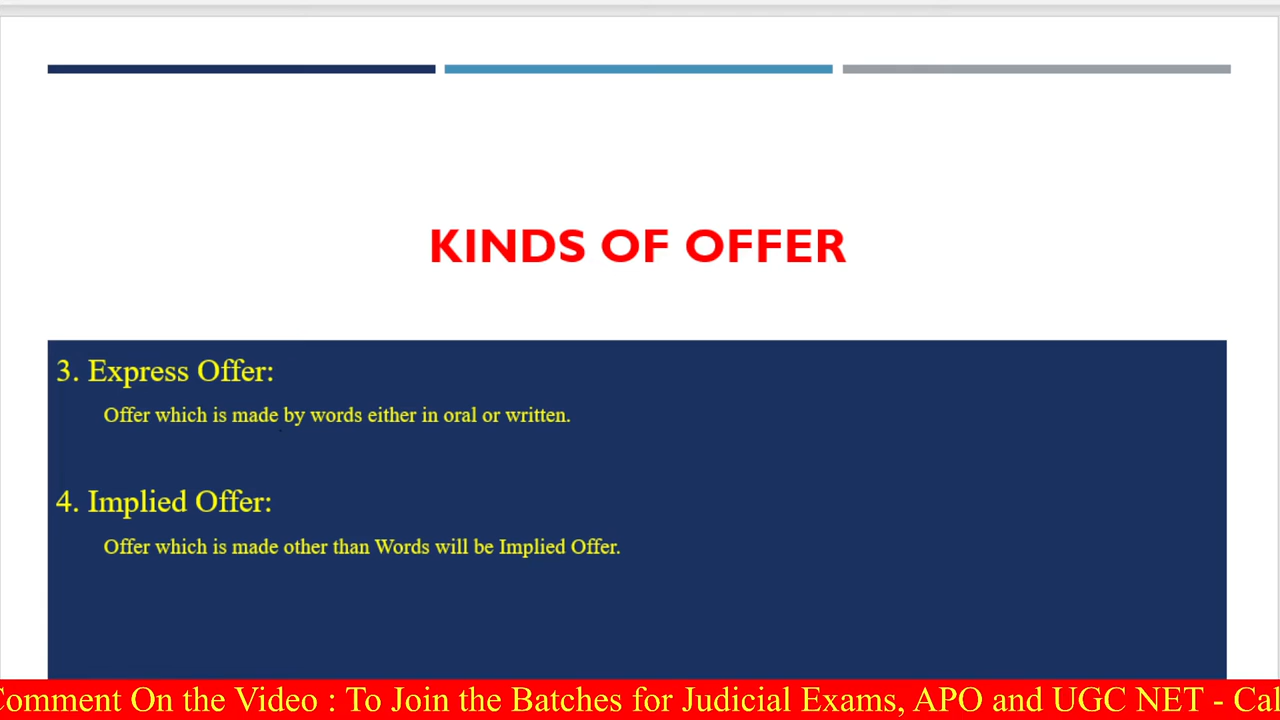 KINDS OF OFFER
3. Express Offer:
Offer which is made by words either in oral or written.
4. Implied Offer:
Offer which is made other than Words will be Implied Offer.
Comment On the Video : To Join the Batches for Judicial Exams, APO and UGC NET - Cal